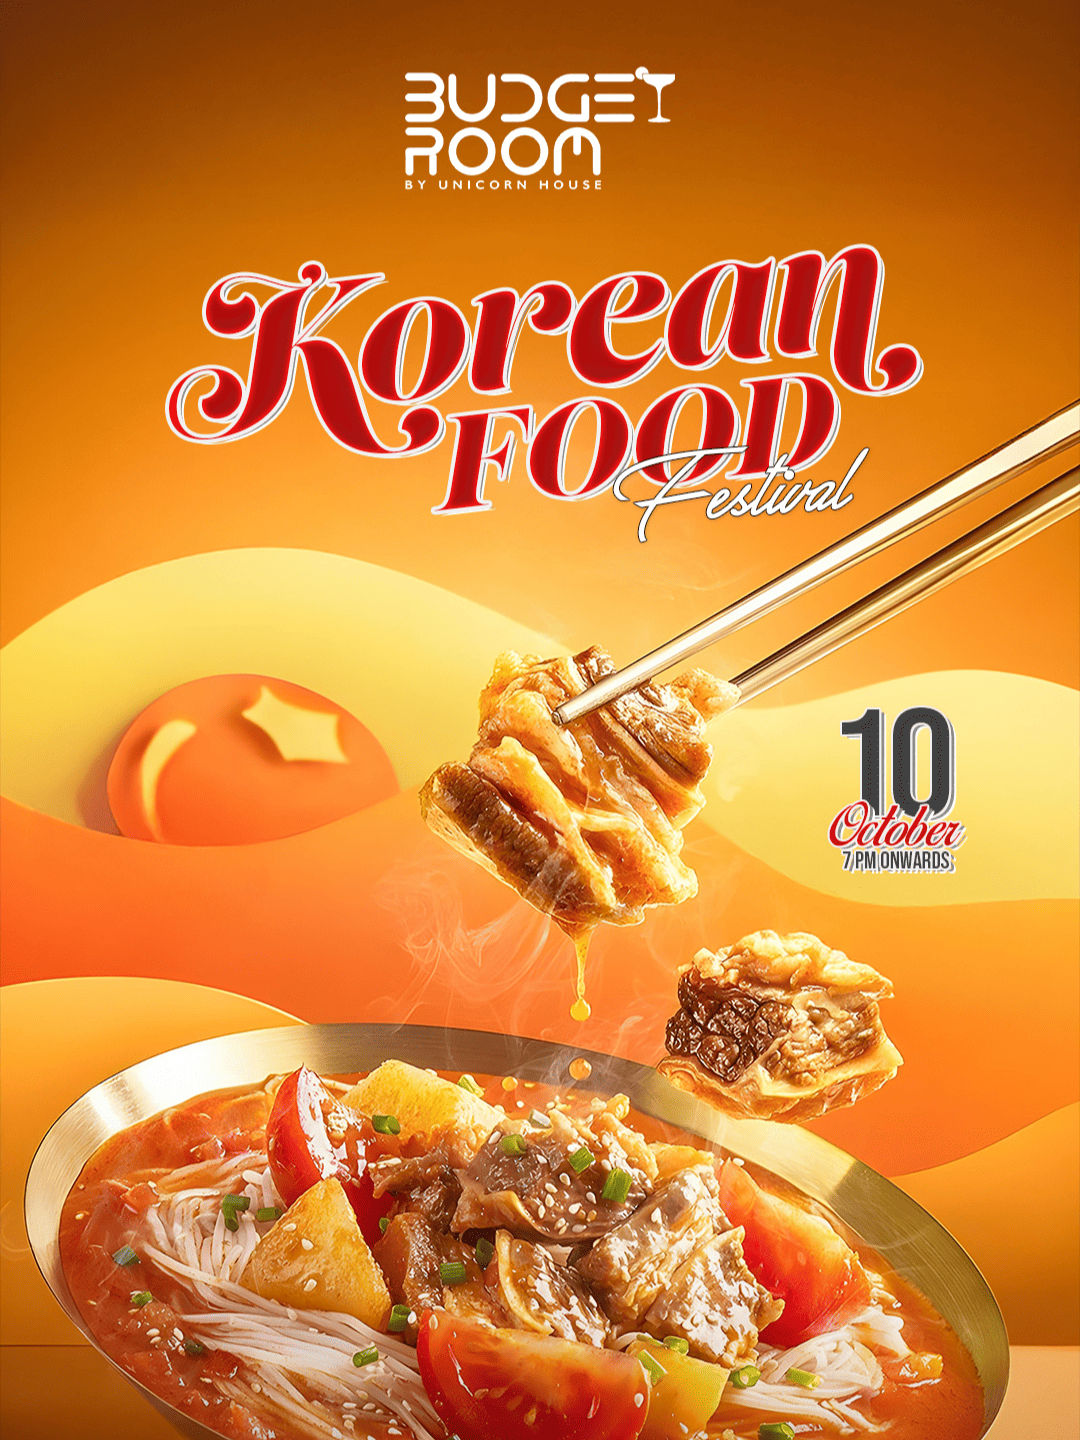 BUDGET
ROOM
BY UNICORN HOUSE
Korean
FOOD
Festival
10
October
7 PM ONWARDS